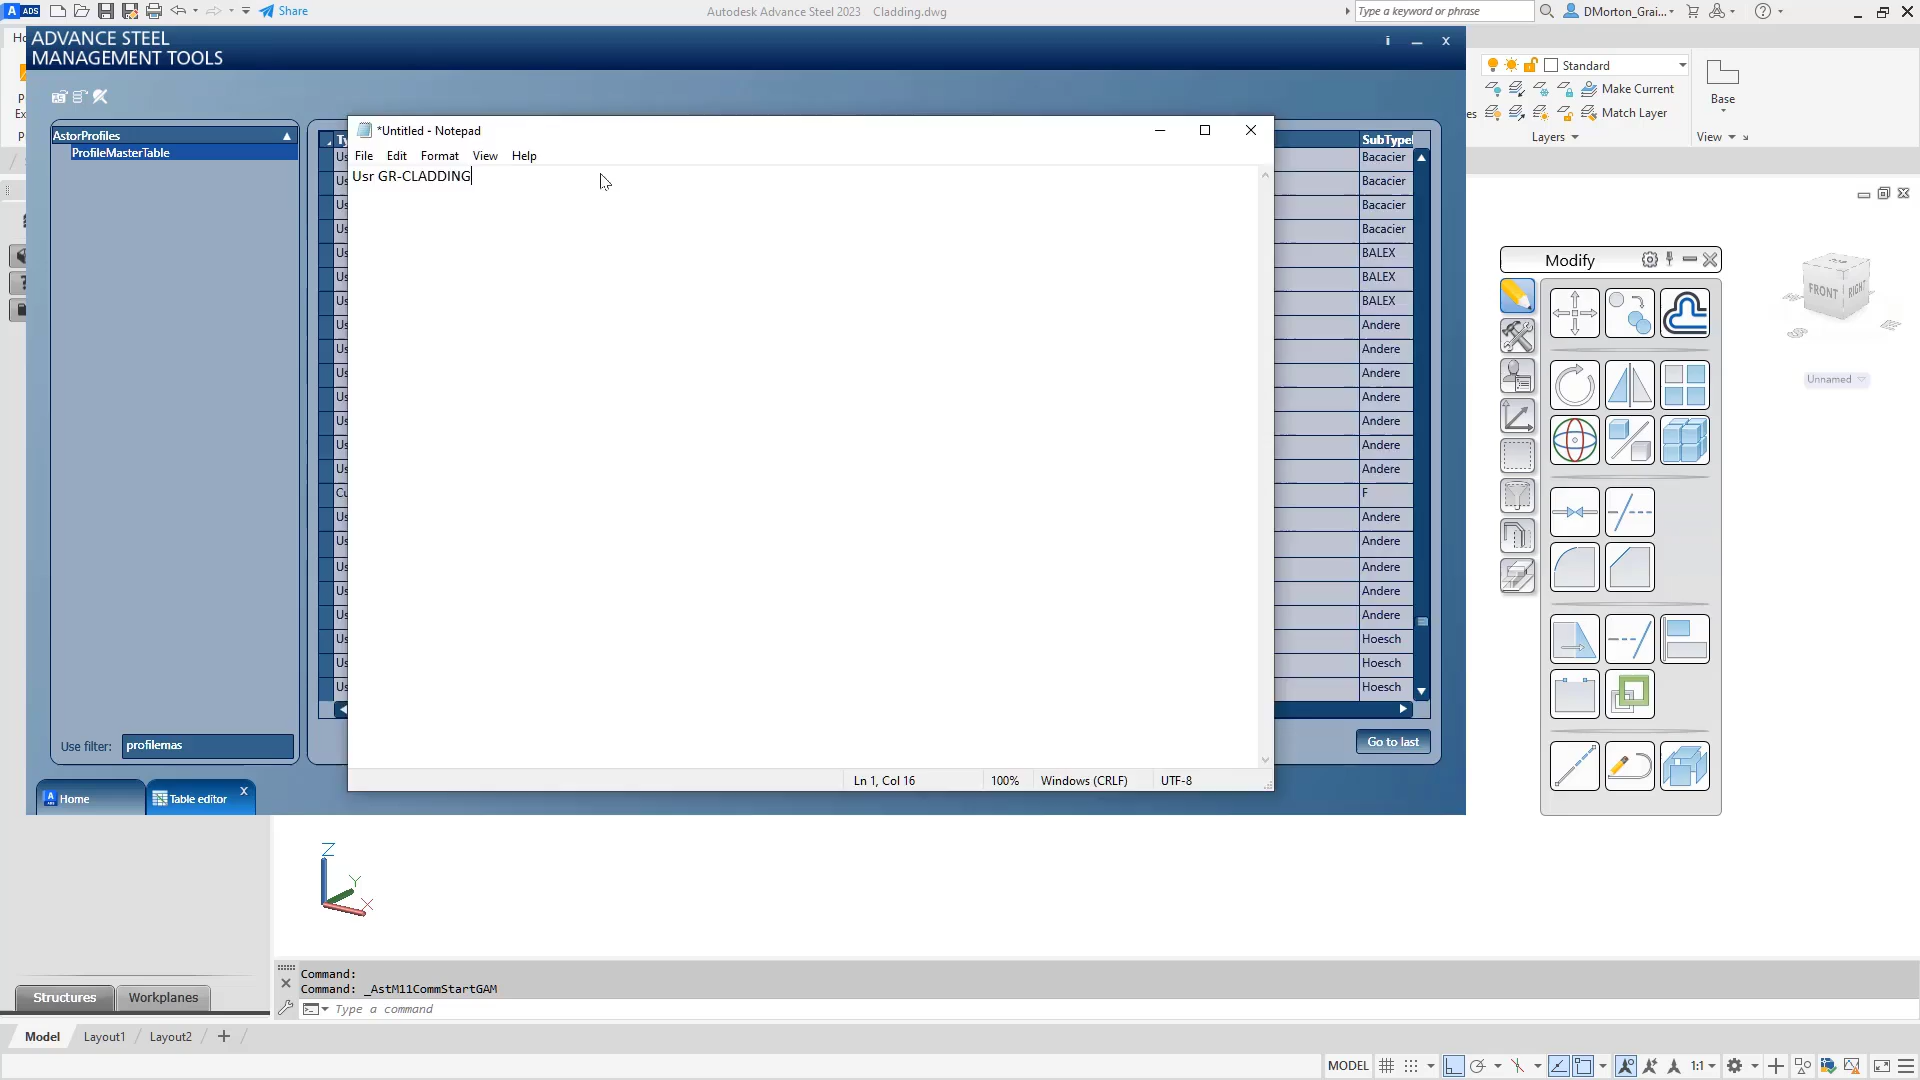 ADS
Share
Autodesk Advance Steel 2023 Cladding.dwg
Type a keyword or phrase
DMorton_Grai...
ADVANCE STEEL
MANAGEMENT TOOLS
i
x
Standard
Make Current
Match Layer
Layers
Base
View
AstorProfiles
ProfileMasterTable
*Untitled - Notepad
File Edit Format View Help
Usr GR-CLADDING
SubType
Bacacier
Bacacier
Bacacier
Bacacier
BALEX
BALEX
BALEX
Andere
Andere
Andere
Andere
Andere
Andere
Andere
F
Andere
Andere
Andere
Andere
Andere
Hoesch
Hoesch
Hoesch
Use filter: profilemas
Go to last
Ln 1, Col 16 100% Windows (CRLF) UTF-8
Home
Table editor x
Modify
FRONT RIGHT
Unnamed
Z
Y
X
Command:
Command: _AstM11CommStartGAM
Type a command
Structures Workplanes
Model Layout1 Layout2 +
MODEL 1:1